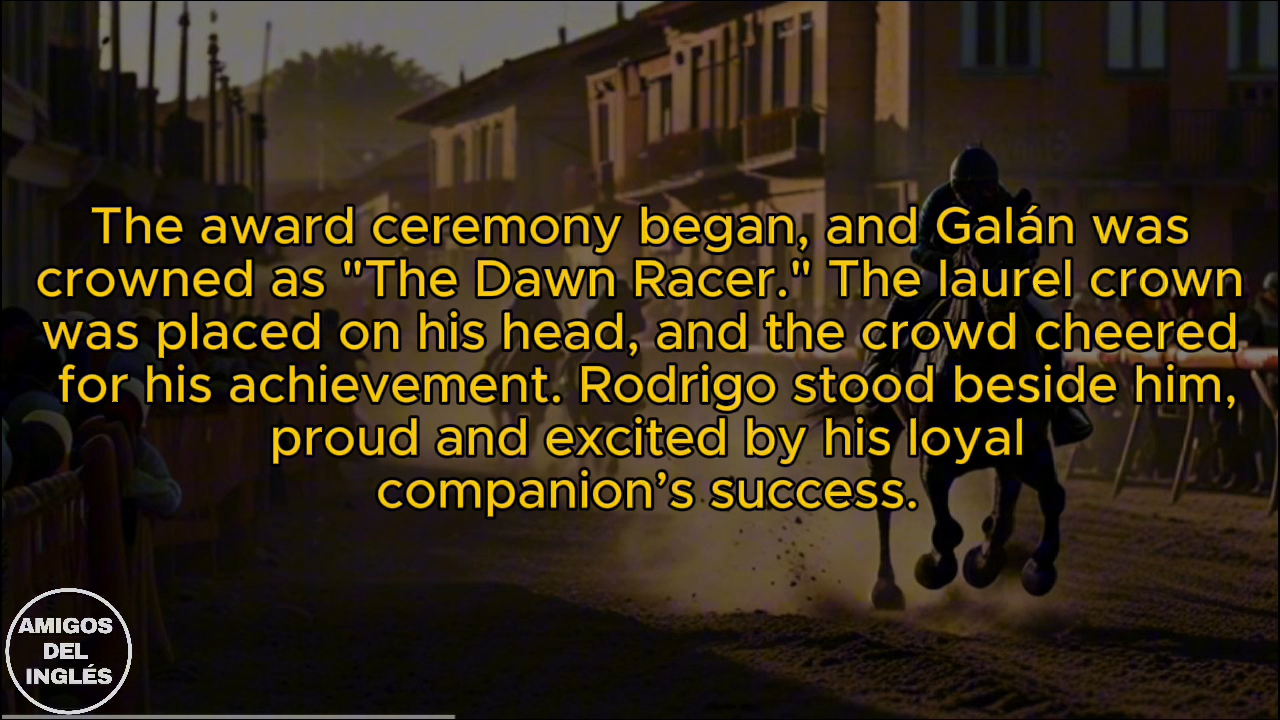 The award ceremony began, and Galán was
crowned as "The Dawn Racer." The laurel crown
was placed on his head, and the crowd cheered
for his achievement. Rodrigo stood beside him,
proud and excited by his loyal
companion’s success.
AMIGOS
DEL
INGLÉS